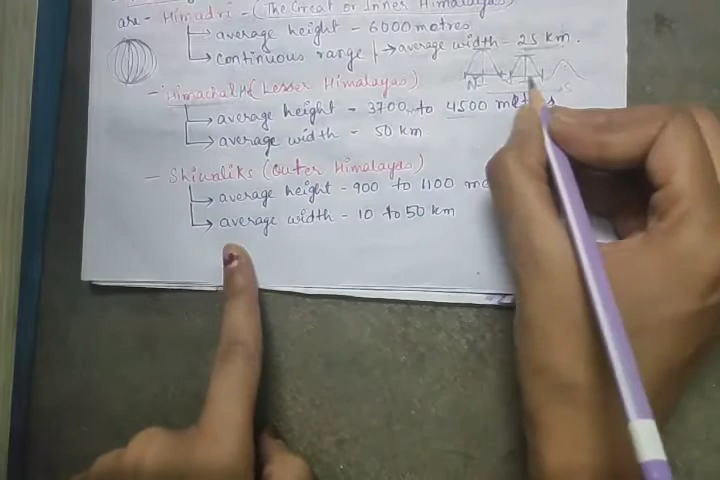 are - Himadri - (The Great or Inner Himalayas)
average height - 6000 metres
continuous range → average width - 25 km.
N S
- Himachal (Lesser Himalayas)
average height = 3700 to 4500
average width - 50 km
- Shiwaliks (Outer Himalayas)
average height - 900 to 1100
average width - 10 to 50 km